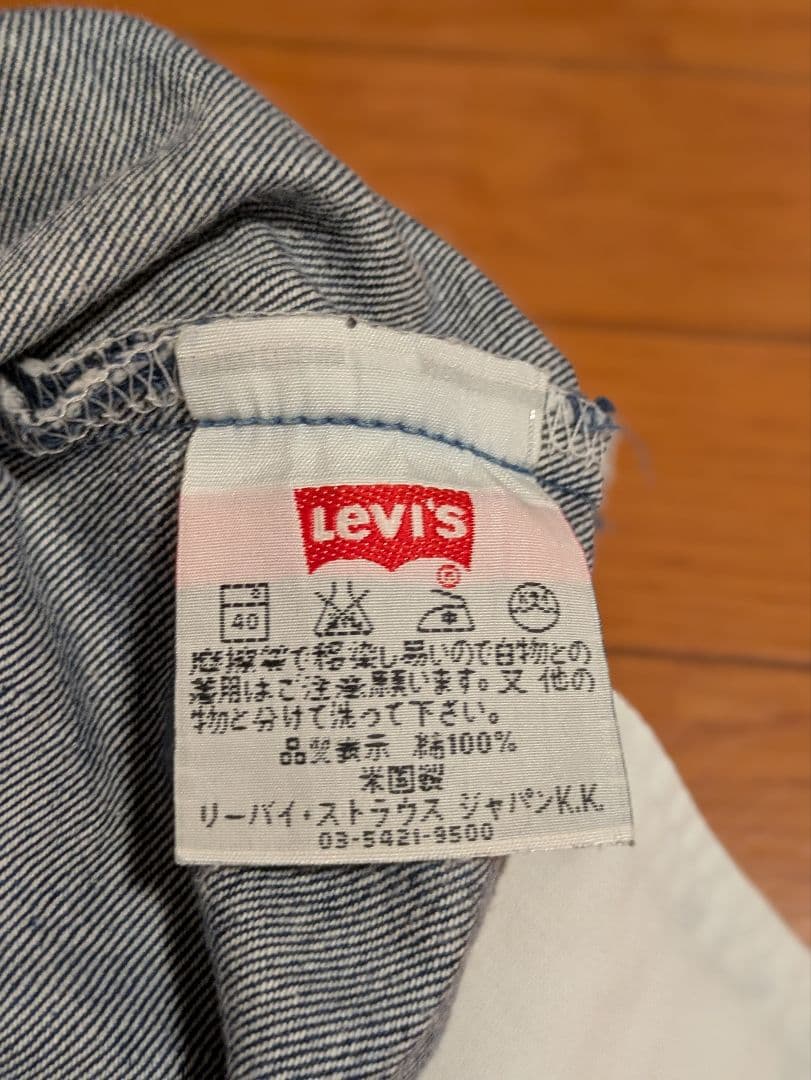 LEVI'S
®
40
摩擦等で移染し易いので白物との
着用はご注意願います。又 他の
物と分けて洗って下さい。
品質表示 綿100%
米国製
リーバイ・ストラウス ジャパンK.K.
03-5421-9500